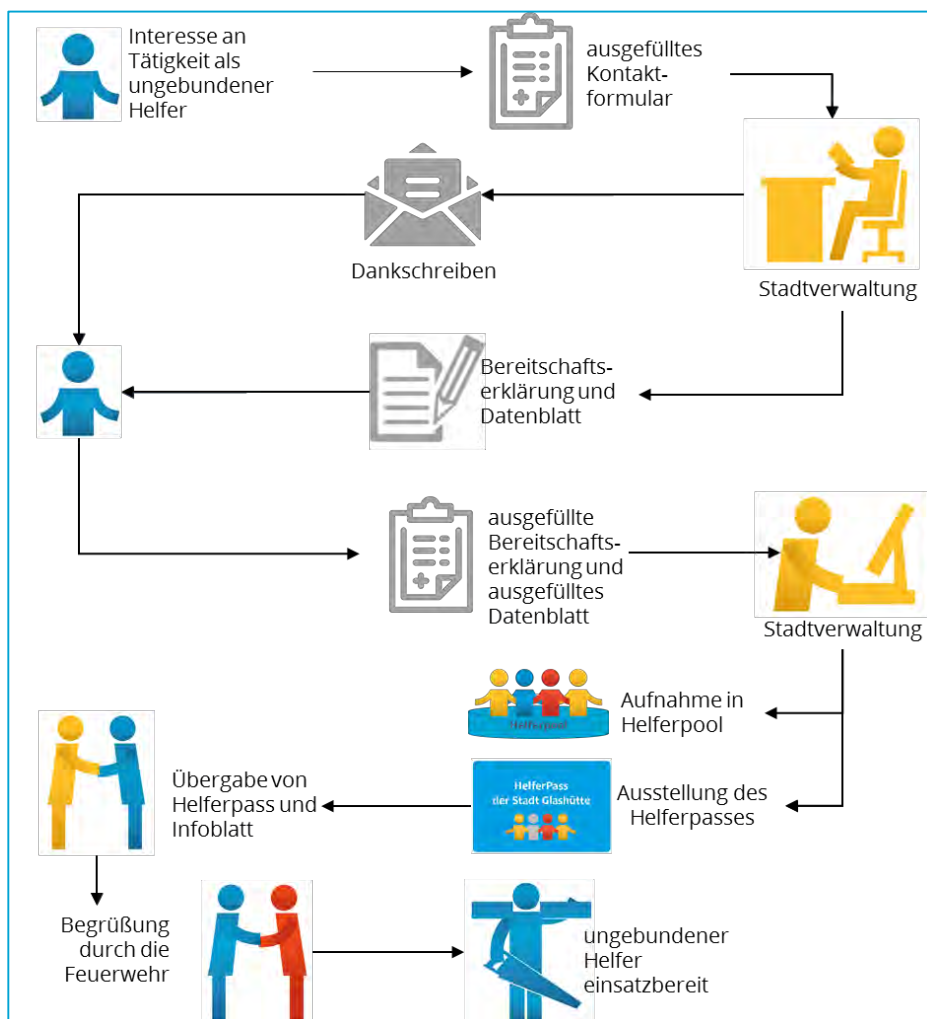 Interesse an
Tätigkeit als
ungebundener
Helfer
ausgefülltes
Kontakt-
formular
Dankschreiben
Stadtverwaltung
Bereitschafts-
erklärung und
Datenblatt
ausgefüllte
Bereitschafts-
erklärung und
ausgefülltes
Datenblatt
Stadtverwaltung
Helferpool
Aufnahme in
Helferpool
HelferPass
der Stadt Glashütte
Ausstellung des
Helferpasses
Übergabe von
Helferpass und
Infoblatt
Begrüßung
durch die
Feuerwehr
ungebundener
Helfer
einsatzbereit